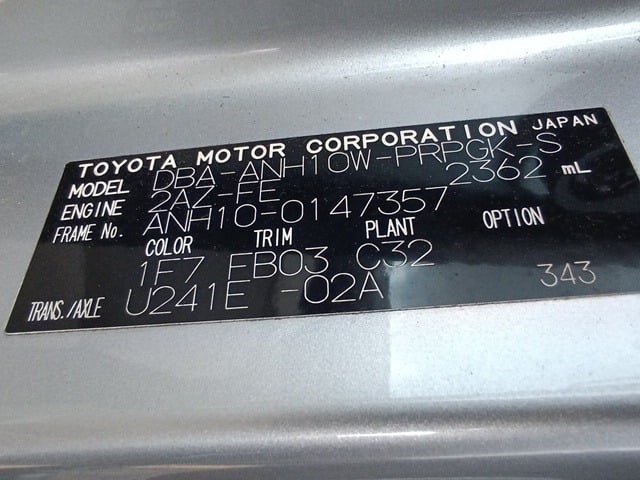 TOYOTA MOTOR CORPORATION JAPAN
MODEL DBA-ANH10W-PRPGK-S
ENGINE 2AZ-FE 2362 mL
FRAME No. ANH10-0147357
COLOR TRIM PLANT OPTION
1F7 FB03 C32
TRANS./AXLE U241E -02A 343